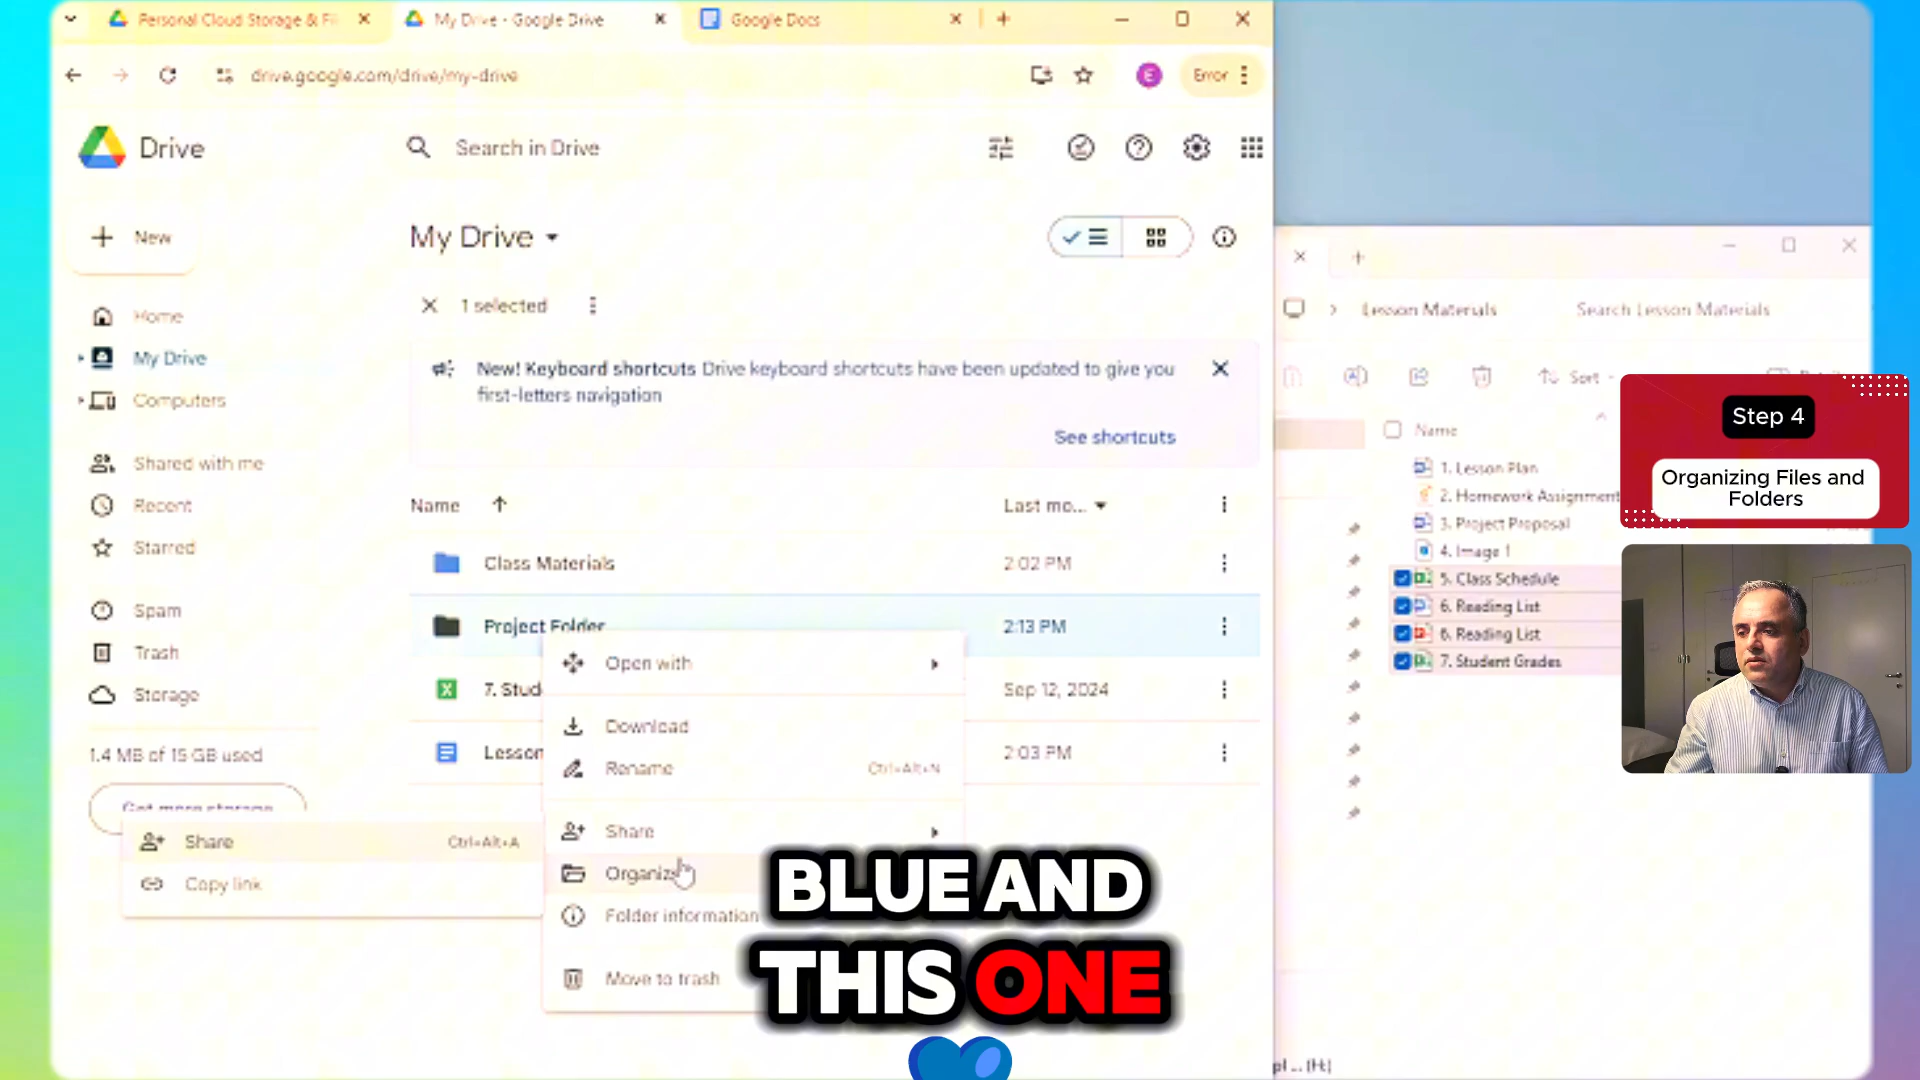 Personal Cloud Storage & Fi
My Drive - Google Drive
Google Docs
drive.google.com/drive/my-drive
E
Error
Drive
Search in Drive
New
My Drive
Home
My Drive
Computers
Shared with me
Recent
Starred
Spam
Trash
Storage
1.4 MB of 15 GB used
Get more storage
1 selected
New! Keyboard shortcuts Drive keyboard shortcuts have been updated to give you
first-letters navigation
See shortcuts
Name
Last mo...
Class Materials
2:02 PM
Project Folder
2:13 PM
7. Stud
Sep 12, 2024
Lesson
2:03 PM
Open with
Download
Rename
Ctrl+Alt+N
Share
Organize
Folder information
Move to trash
Share
Ctrl+Alt+A
Copy link
Lesson Materials
Search Lesson Materials
Sort
Name
1. Lesson Plan
2. Homework Assignment
3. Project Proposal
4. Image 1
5. Class Schedule
6. Reading List
6. Reading List
7. Student Grades
Step 4
Organizing Files and
Folders
BLUE AND
THIS ONE